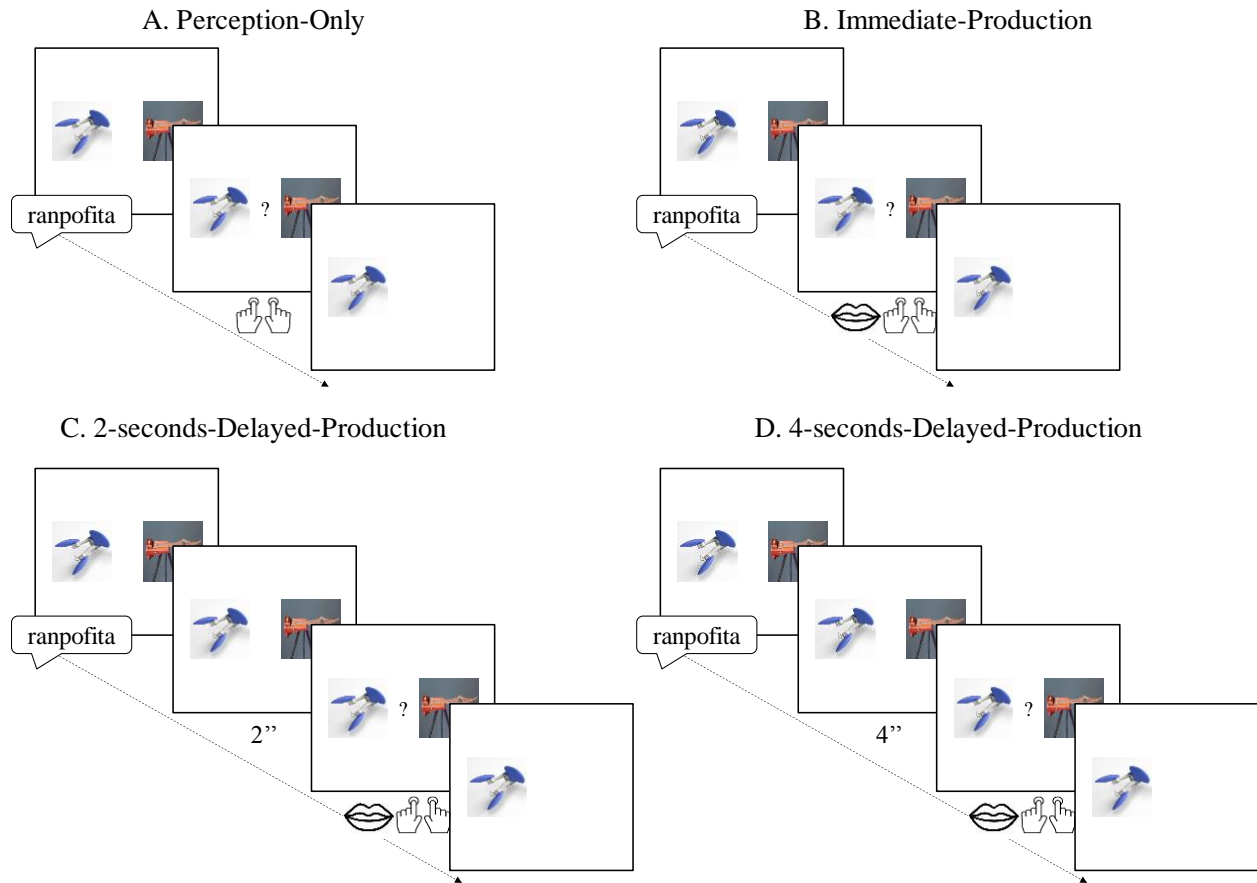 A. Perception-Only
ranpofita
?
B. Immediate-Production
ranpofita
?
C. 2-seconds-Delayed-Production
ranpofita
2’’
?
D. 4-seconds-Delayed-Production
ranpofita
4’’
?